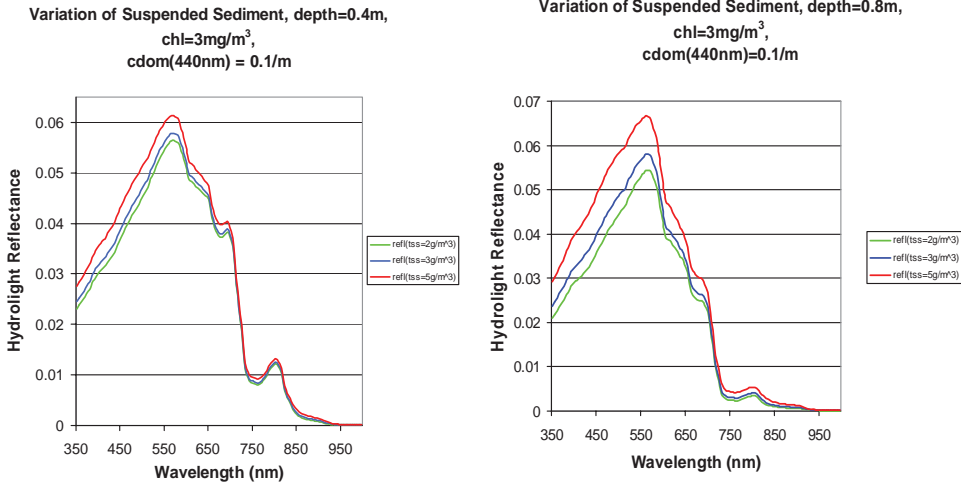 Variation of Suspended Sediment, depth=0.4m,
chl=3mg/m³,
cdom(440nm) = 0.1/m
Hydrolight Reflectance
0.06
0.05
0.04
0.03
0.02
0.01
0
350 450 550 650 750 850 950
Wavelength (nm)
refl(tss=2g/m^3)
refl(tss=3g/m^3)
refl(tss=5g/m^3)
Variation of Suspended Sediment, depth=0.8m,
chl=3mg/m³,
cdom(440nm)=0.1/m
Hydrolight Reflectance
0.07
0.06
0.05
0.04
0.03
0.02
0.01
0
350 450 550 650 750 850 950
Wavelength (nm)
refl(tss=2g/m^3)
refl(tss=3g/m^3)
refl(tss=5g/m^3)